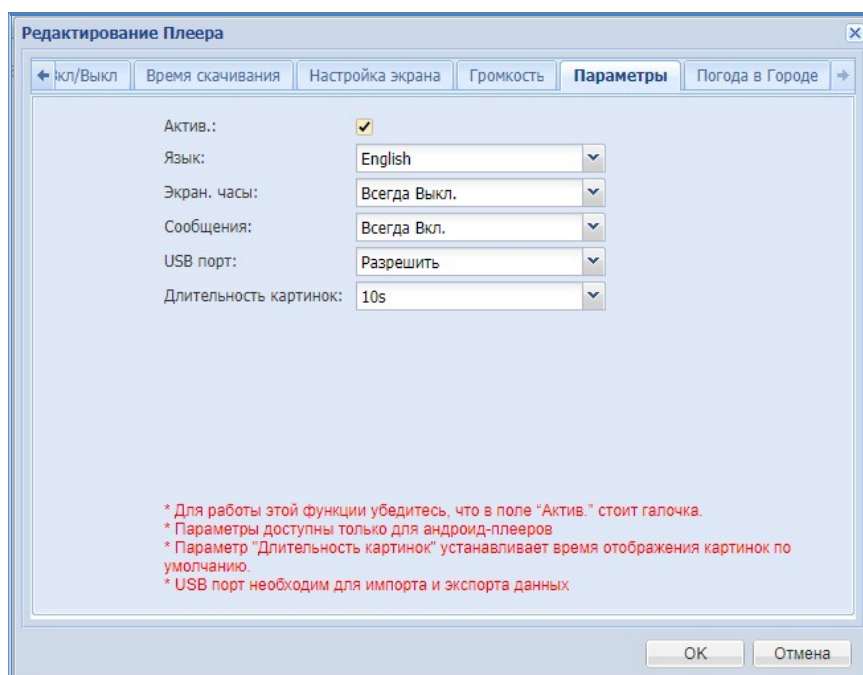 Редактирование Плеера
кл/Выкл Время скачивания Настройка экрана Громкость Параметры Погода в Городе
Актив.:
Язык: English
Экран. часы: Всегда Выкл.
Сообщения: Всегда Вкл.
USB порт: Разрешить
Длительность картинок: 10s
* Для работы этой функции убедитесь, что в поле “Актив.” стоит галочка.
* Параметры доступны только для андроид-плееров
* Параметр "Длительность картинок" устанавливает время отображения картинок по
умолчанию.
* USB порт необходим для импорта и экспорта данных
OK Отмена